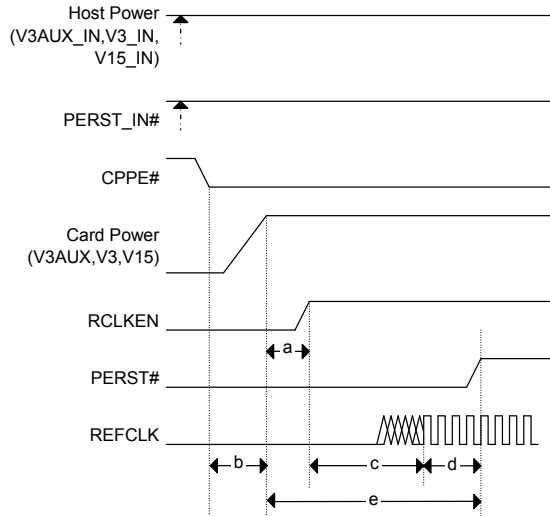 Host Power
(V3AUX_IN,V3_IN,
V15_IN)
PERST_IN#
CPPE#
Card Power
(V3AUX,V3,V15)
RCLKEN
a
PERST#
REFCLK
b
c
d
e